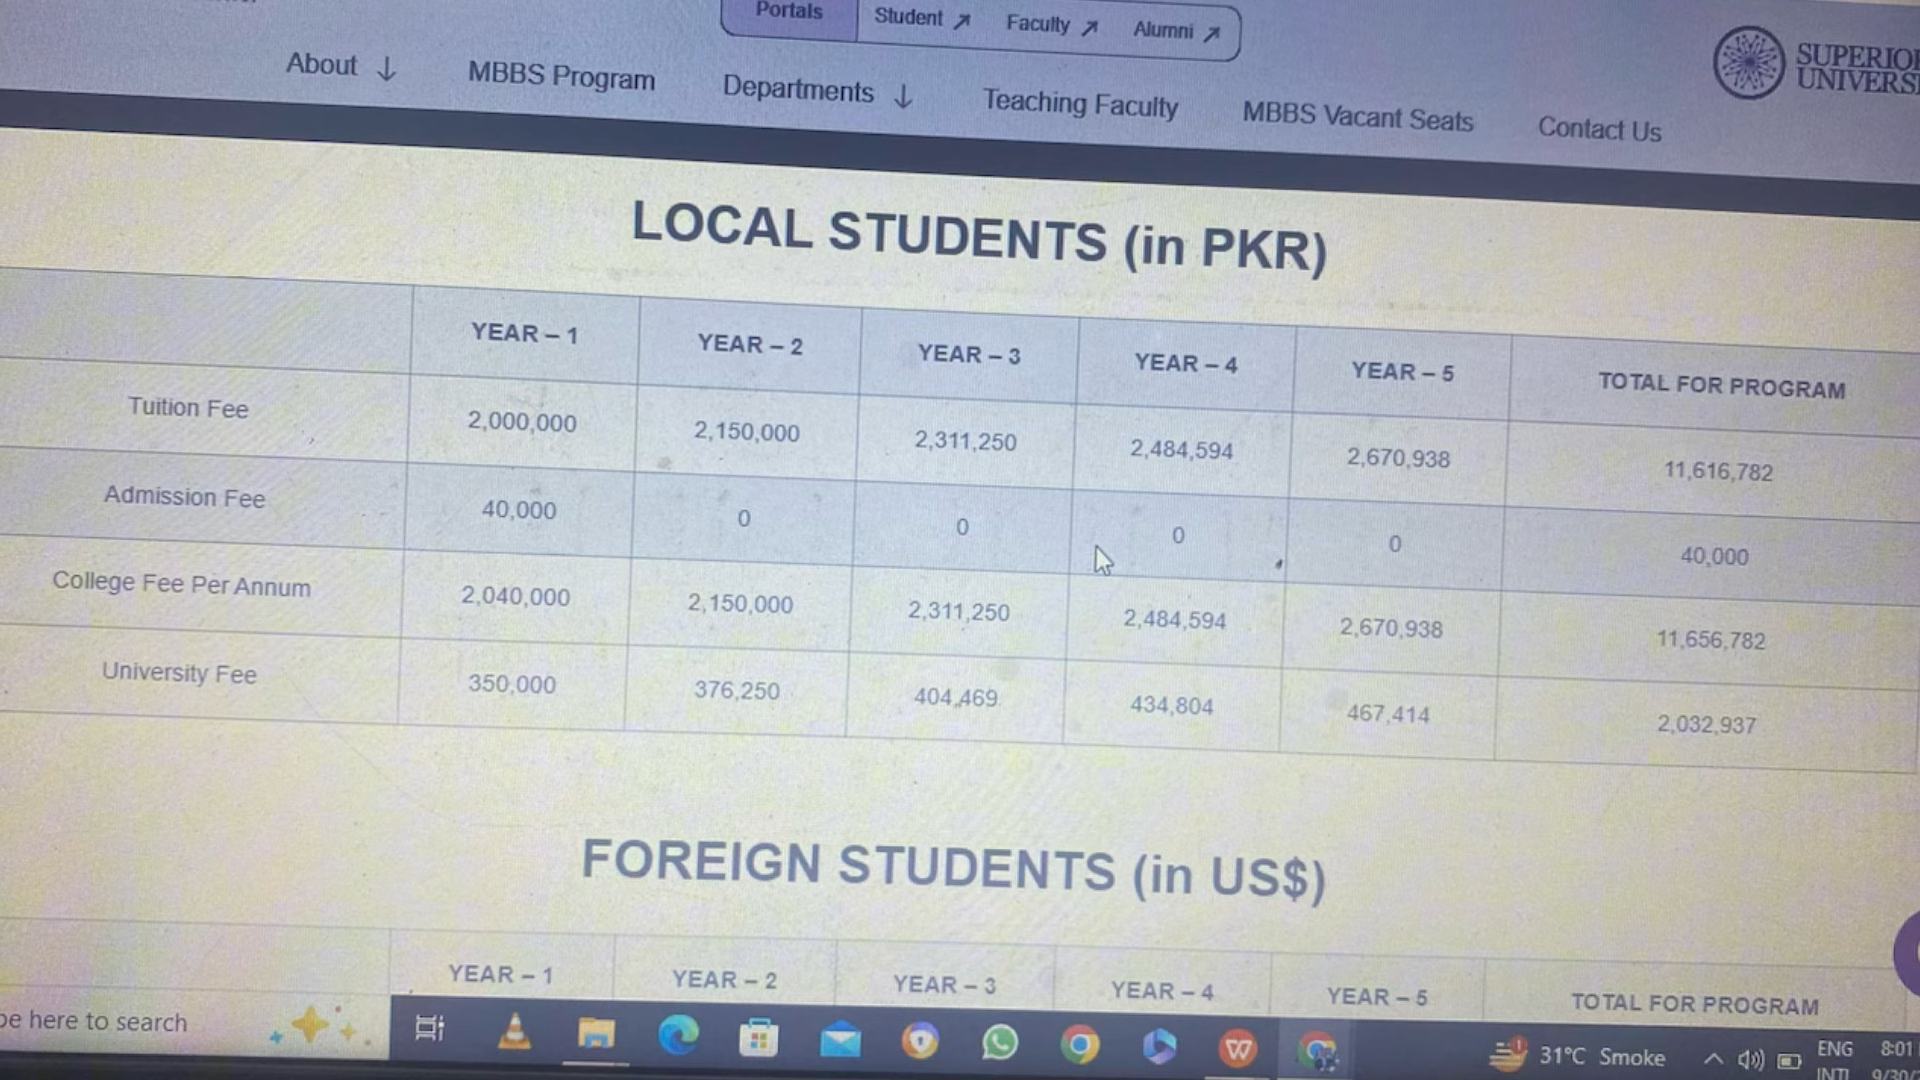 Portals Student ↗ Faculty ↗ Alumni ↗
About ↓ MBBS Program Departments ↓ Teaching Faculty MBBS Vacant Seats Contact Us
SUPERIOR
LOCAL STUDENTS (in PKR)
YEAR – 1 YEAR – 2 YEAR – 3 YEAR – 4 YEAR – 5 TOTAL FOR PROGRAM
Tuition Fee 2,000,000 2,150,000 2,311,250 2,484,594 2,670,938 11,616,782
Admission Fee 40,000 0 0 0 0 40,000
College Fee Per Annum 2,040,000 2,150,000 2,311,250 2,484,594 2,670,938 11,656,782
University Fee 350,000 376,250 404,469 434,804 467,414 2,032,937
FOREIGN STUDENTS (in US$)
YEAR – 1 YEAR – 2 YEAR – 3 YEAR – 4 YEAR – 5 TOTAL FOR PROGRAM
here to search
31°C Smoke ENG 8:01
INTL 9/30/